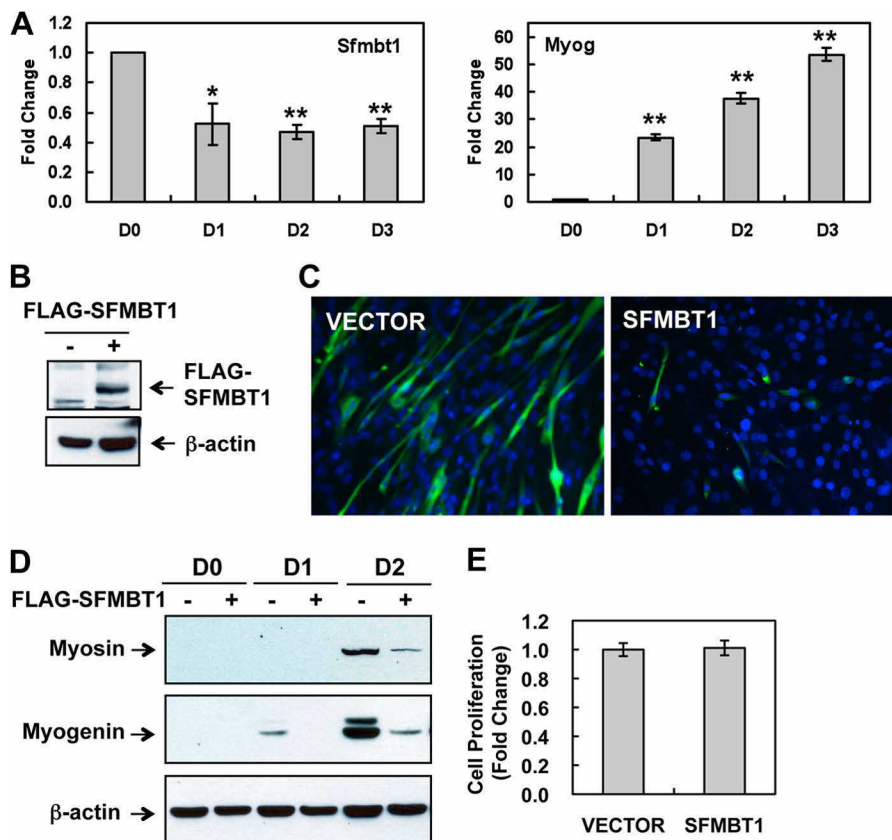 A
Fold Change
1.2
1.0
0.8
0.6
0.4
0.2
0.0
Sfmbt1
*
**
**
D0 D1 D2 D3
Fold Change
60
50
40
30
20
10
0
Myog
**
**
**
D0 D1 D2 D3
B
FLAG-SFMBT1
- +
FLAG-
SFMBT1
β-actin
C
VECTOR
SFMBT1
D
D0 D1 D2
FLAG-SFMBT1 - + - + - +
Myosin
Myogenin
β-actin
E
Cell Proliferation
(Fold Change)
1.2
1.0
0.8
0.6
0.4
0.2
0.0
VECTOR SFMBT1